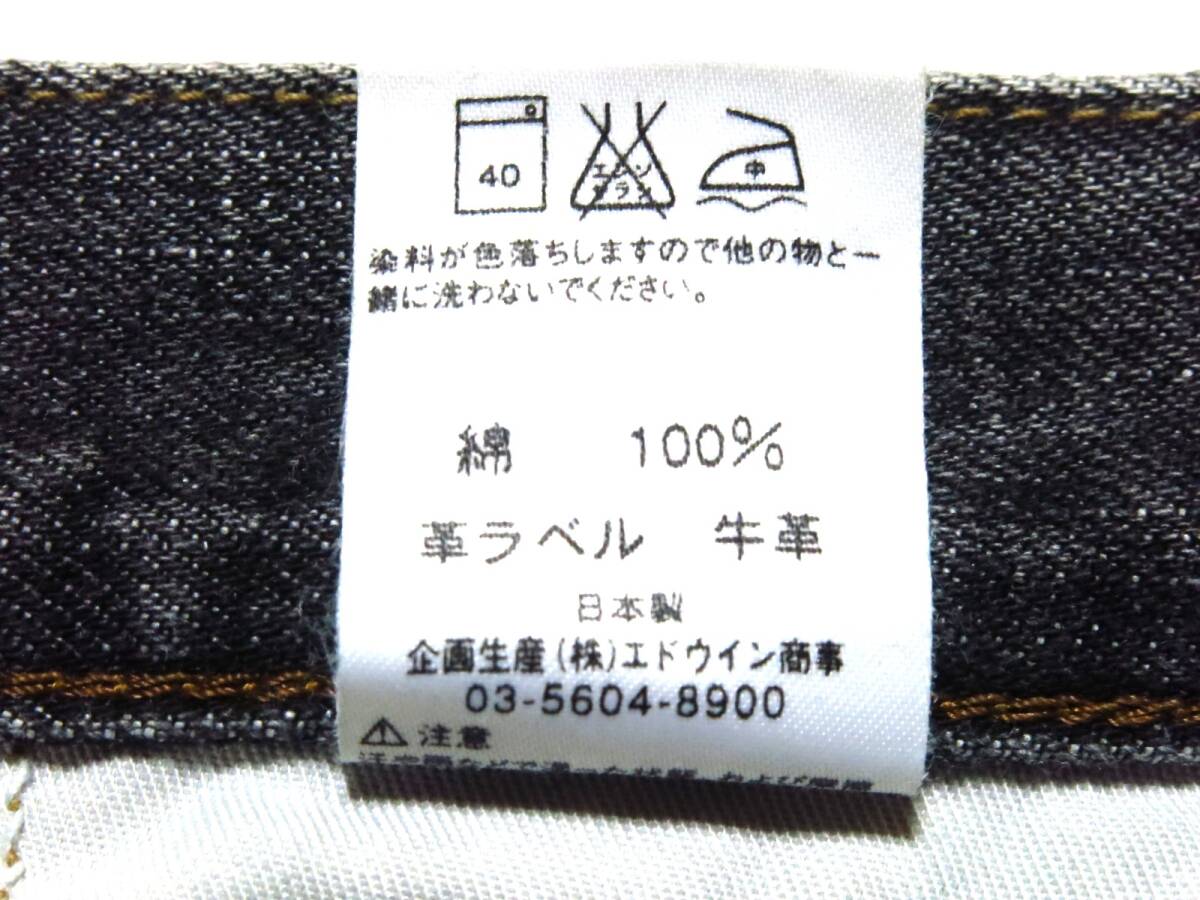 40
エンソ
サラシ
中
染料が色落ちしますので他の物と一
緒に洗わないでください。
綿 100%
革ラベル 牛革
日本製
企画生産(株)エドウイン商事
03-5604-8900
⚠注意